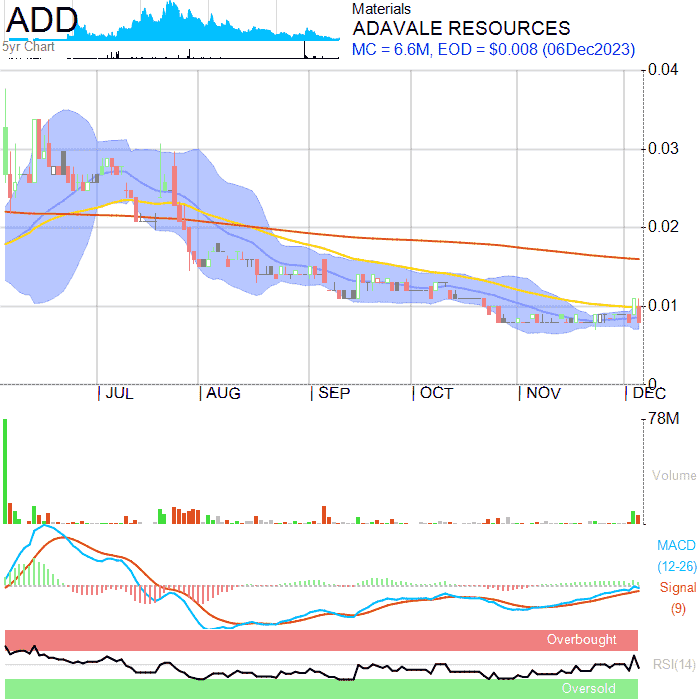 ADD
5yr Chart
Materials
ADAVALE RESOURCES
MC = 6.6M, EOD = $0.008 (06Dec2023)
0.04
0.03
0.02
0.01
0
JUL AUG SEP OCT NOV DEC
78M
Volume
MACD
(12-26)
Signal
(9)
Overbought
RSI(14)
Oversold